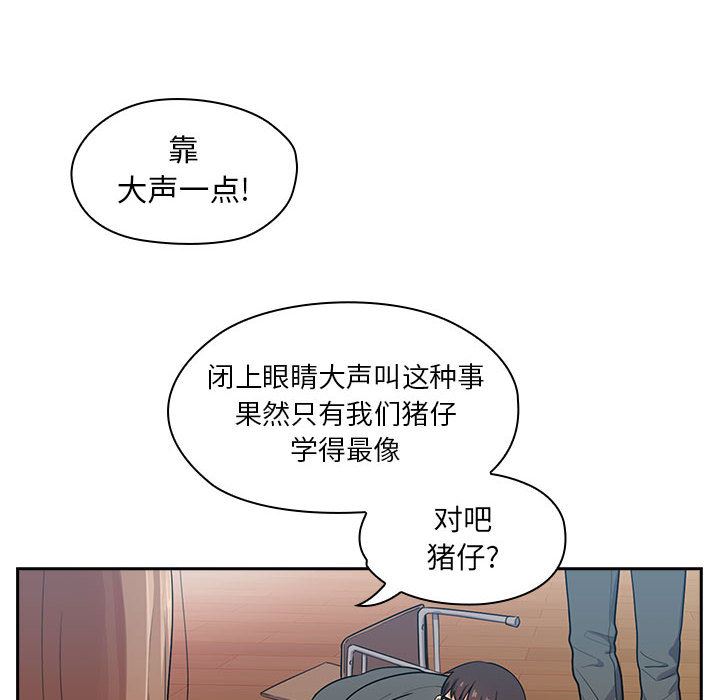 靠
大声一点!
闭上眼睛大声叫这种事
果然只有我们猪仔
学得最像
对吧
猪仔?